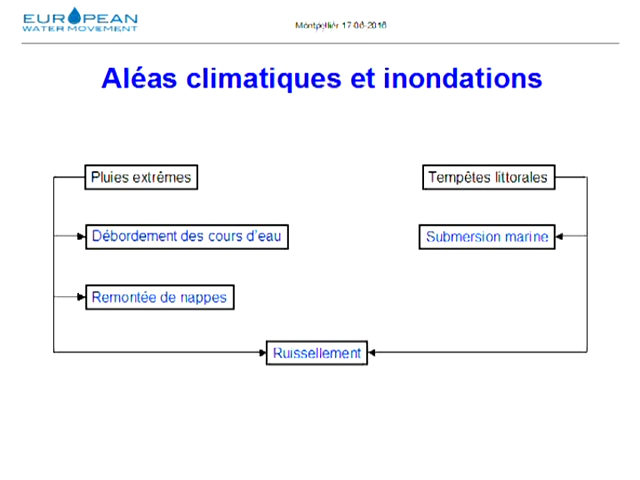 EUROPEAN
WATER MOVEMENT
Montpellier 17-06-2016
Aléas climatiques et inondations
Pluies extrêmes
Tempêtes littorales
Débordement des cours d'eau
Submersion marine
Remontée de nappes
Ruissellement